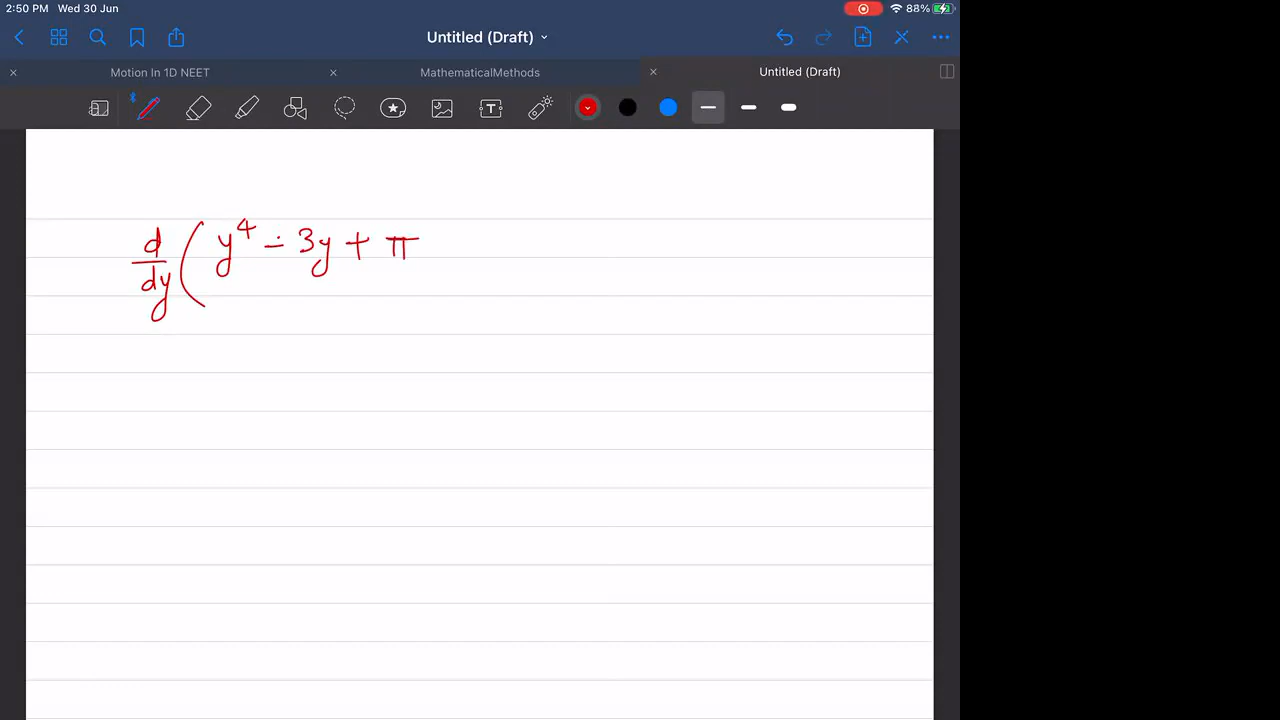 2:50 PM Wed 30 Jun 88%
Untitled (Draft)
Motion In 1D NEET MathematicalMethods Untitled (Draft)
T
d/dy ( y⁴ - 3y + π